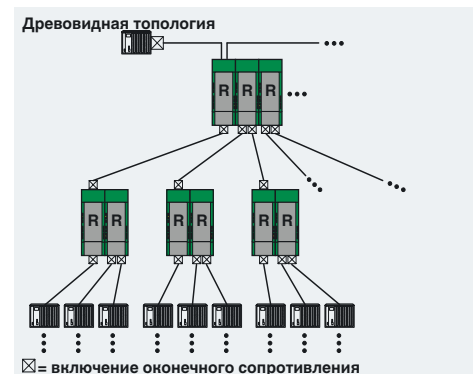 Древовидная топология
R R R
R R R R R R
= включение оконечного сопротивления